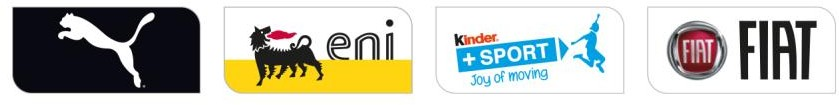 eni
kinder
+ SPORT
Joy of moving
FIAT FIAT